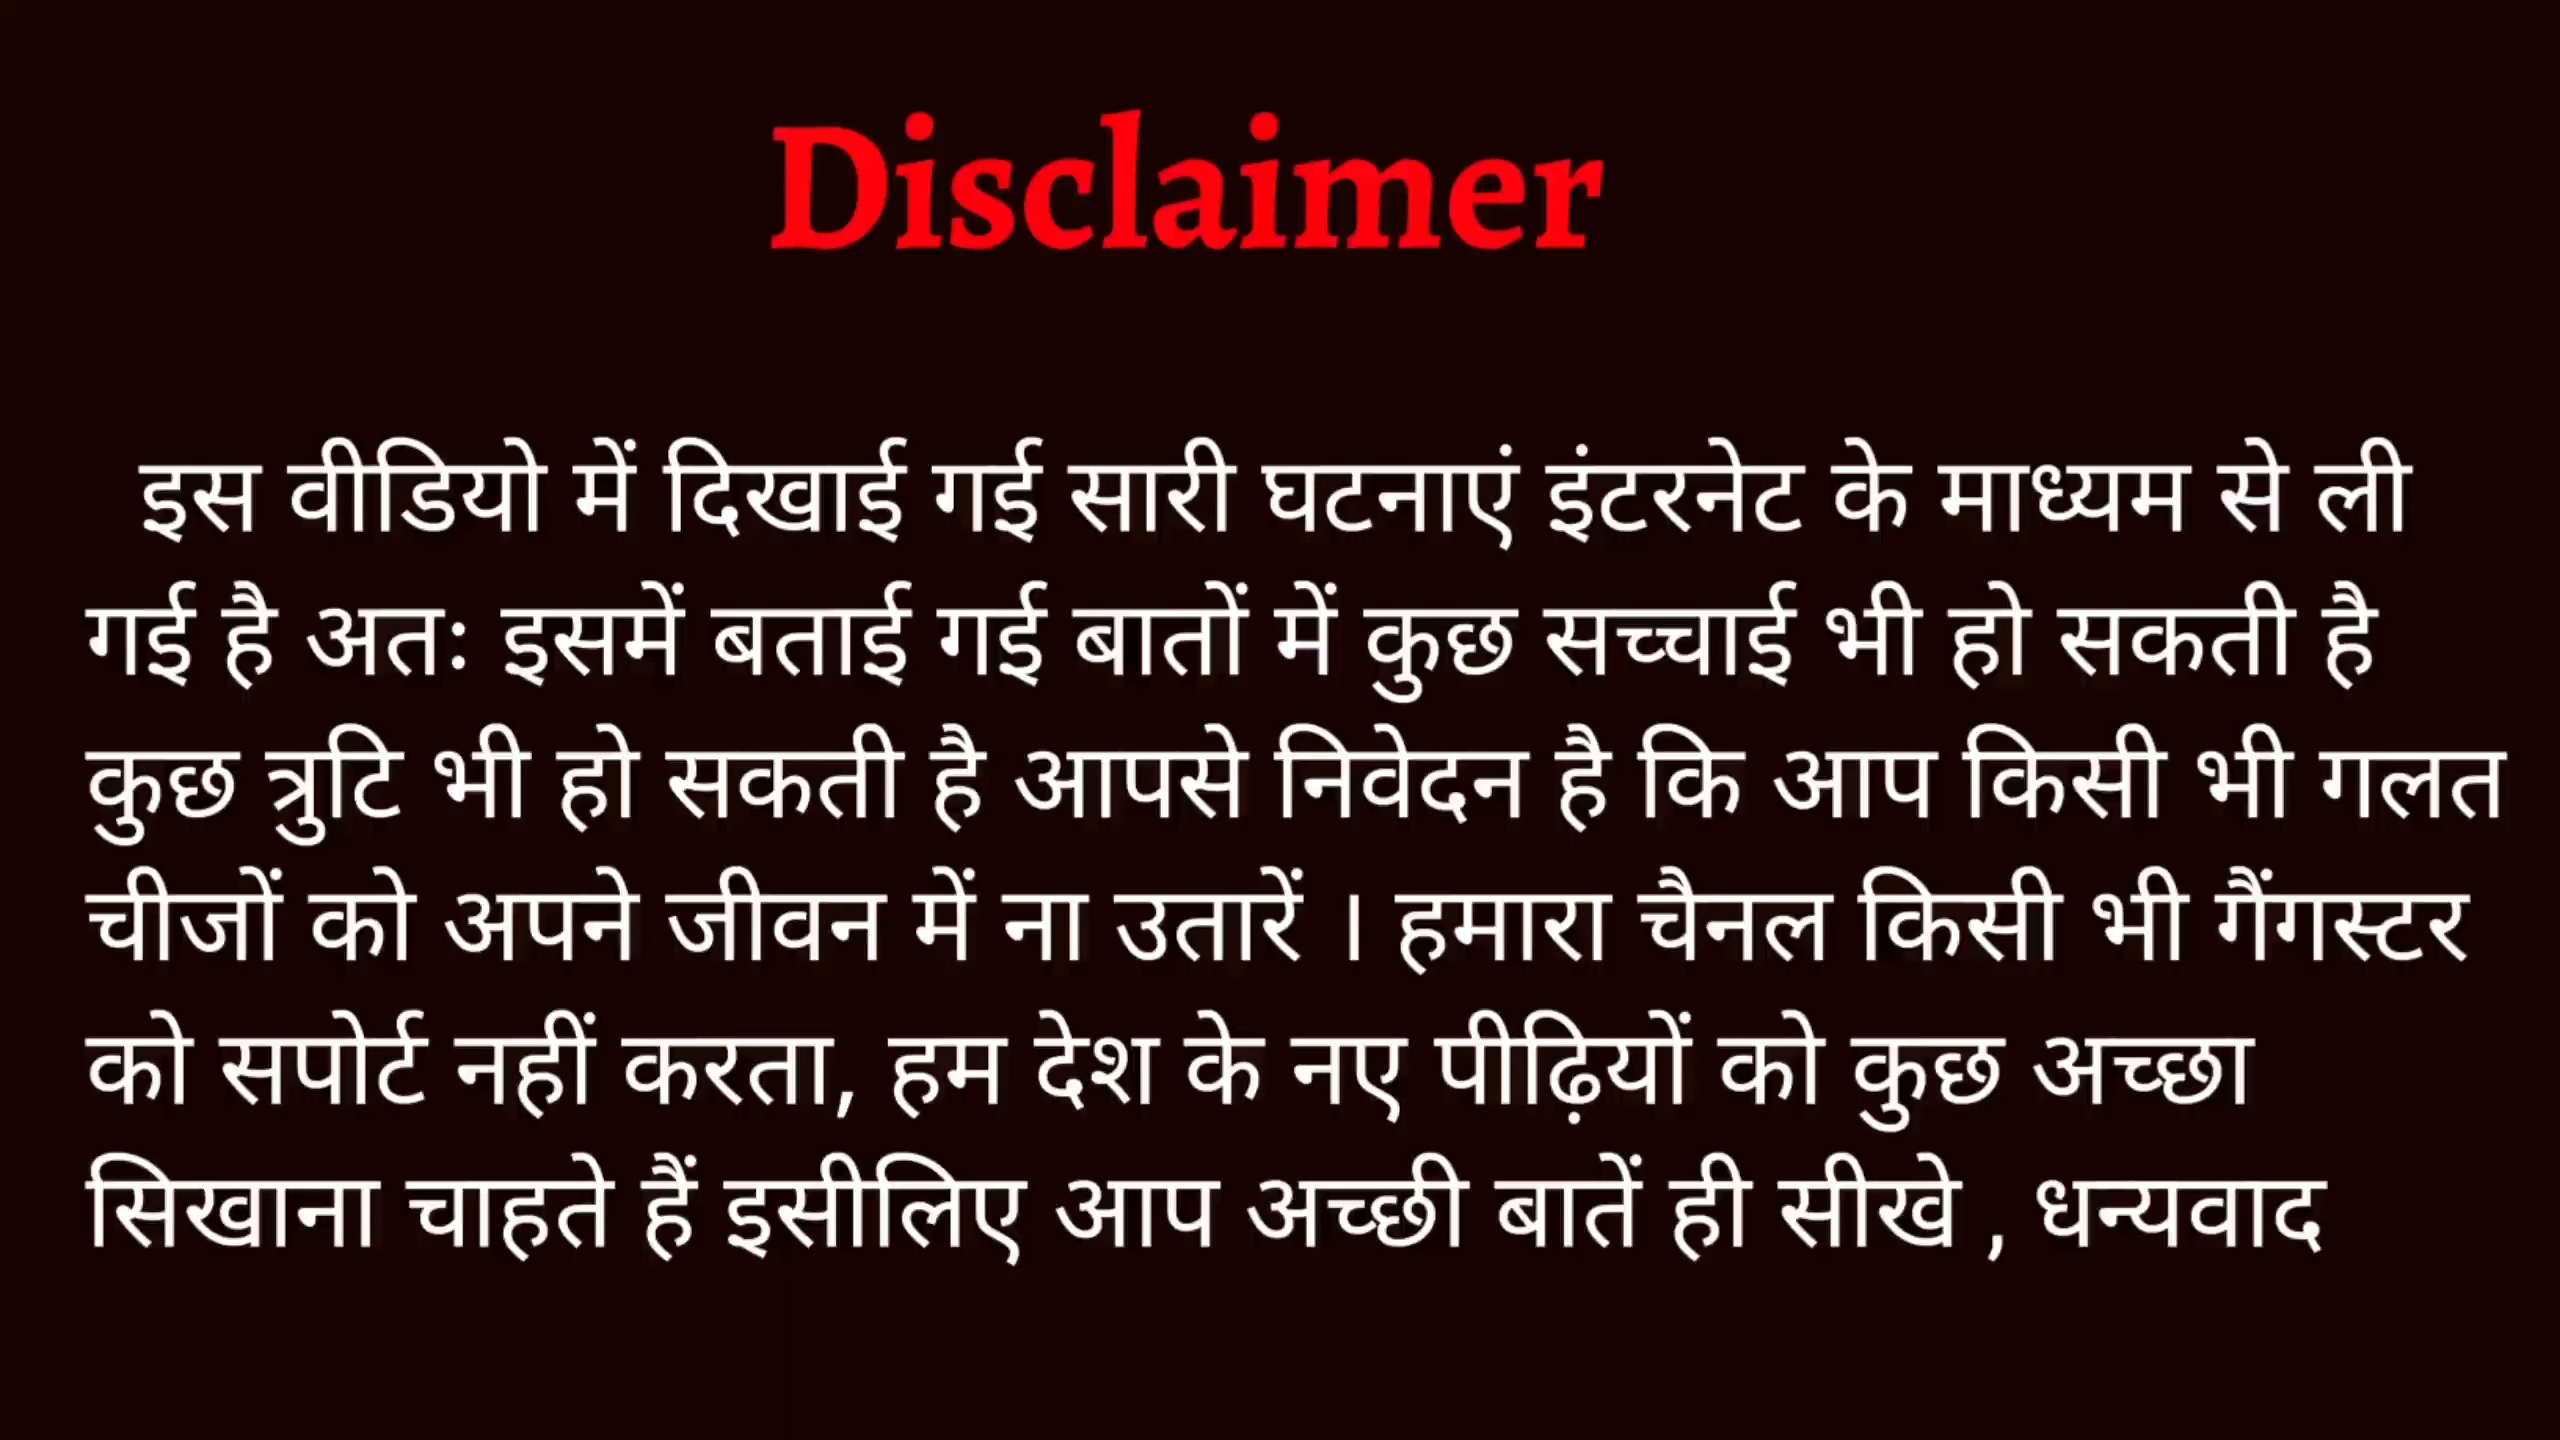 Disclaimer
इस वीडियो में दिखाई गई सारी घटनाएं इंटरनेट के माध्यम से ली
गई है अतः इसमें बताई गई बातों में कुछ सच्चाई भी हो सकती है
कुछ त्रुटि भी हो सकती है आपसे निवेदन है कि आप किसी भी गलत
चीजों को अपने जीवन में ना उतारें । हमारा चैनल किसी भी गैंगस्टर
को सपोर्ट नहीं करता, हम देश के नए पीढ़ियों को कुछ अच्छा
सिखाना चाहते हैं इसीलिए आप अच्छी बातें ही सीखे , धन्यवाद